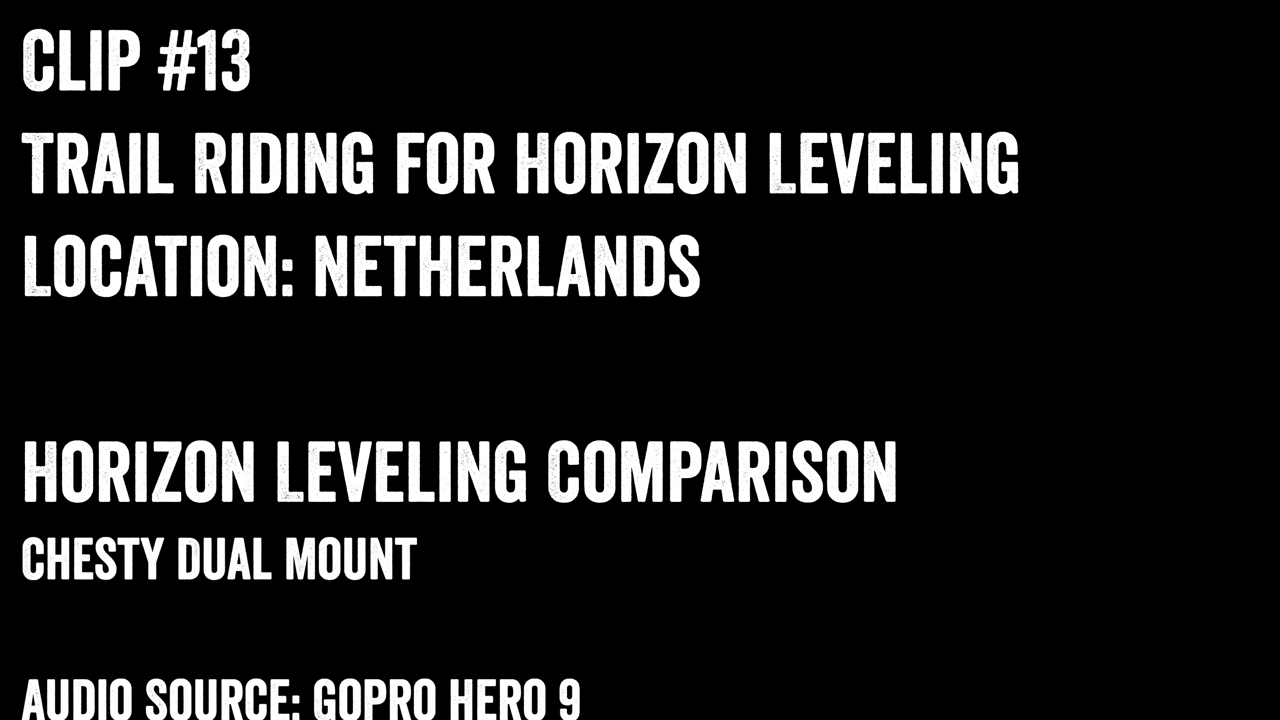 CLIP #13
TRAIL RIDING FOR HORIZON LEVELING
LOCATION: NETHERLANDS
HORIZON LEVELING COMPARISON
CHESTY DUAL MOUNT
AUDIO SOURCE: GOPRO HERO 9